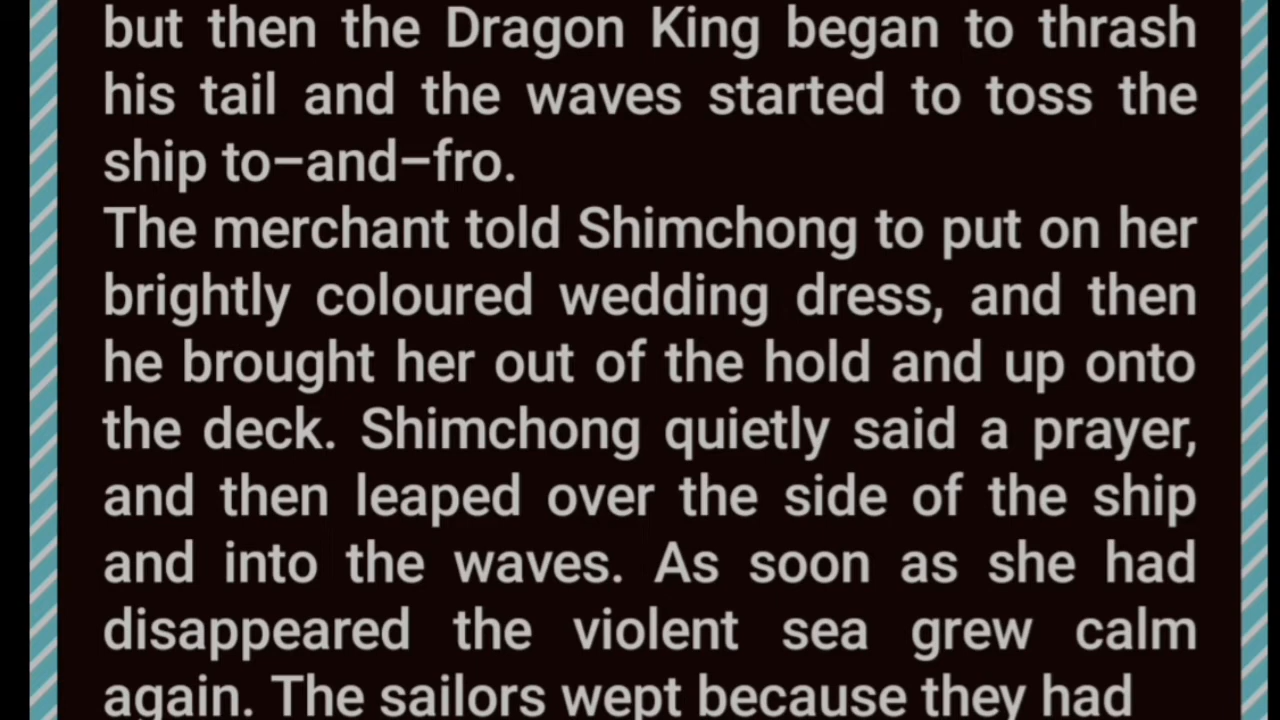 but then the Dragon King began to thrash
his tail and the waves started to toss the
ship to–and–fro.
The merchant told Shimchong to put on her
brightly coloured wedding dress, and then
he brought her out of the hold and up onto
the deck. Shimchong quietly said a prayer,
and then leaped over the side of the ship
and into the waves. As soon as she had
disappeared the violent sea grew calm
again. The sailors wept because they had